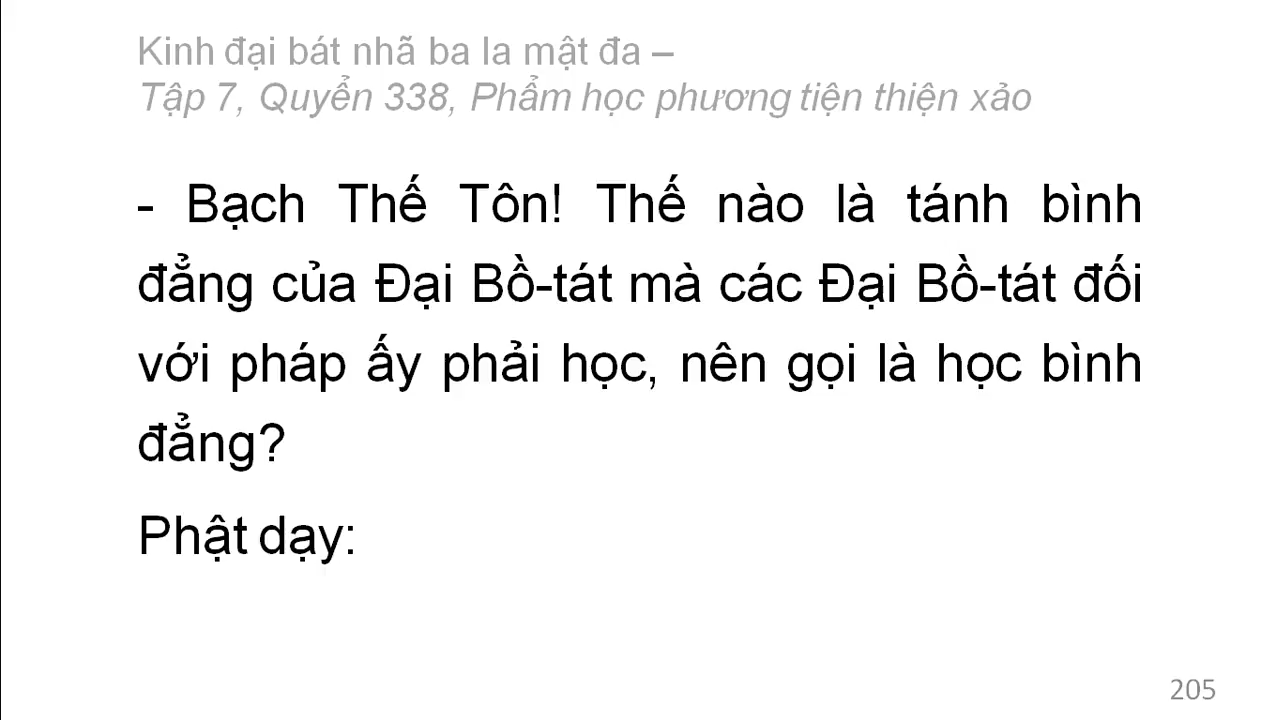 Kinh đại bát nhã ba la mật đa –
Tập 7, Quyển 338, Phẩm học phương tiện thiện xảo
- Bạch Thế Tôn! Thế nào là tánh bình
đẳng của Đại Bồ-tát mà các Đại Bồ-tát đối
với pháp ấy phải học, nên gọi là học bình
đẳng?
Phật dạy:
205